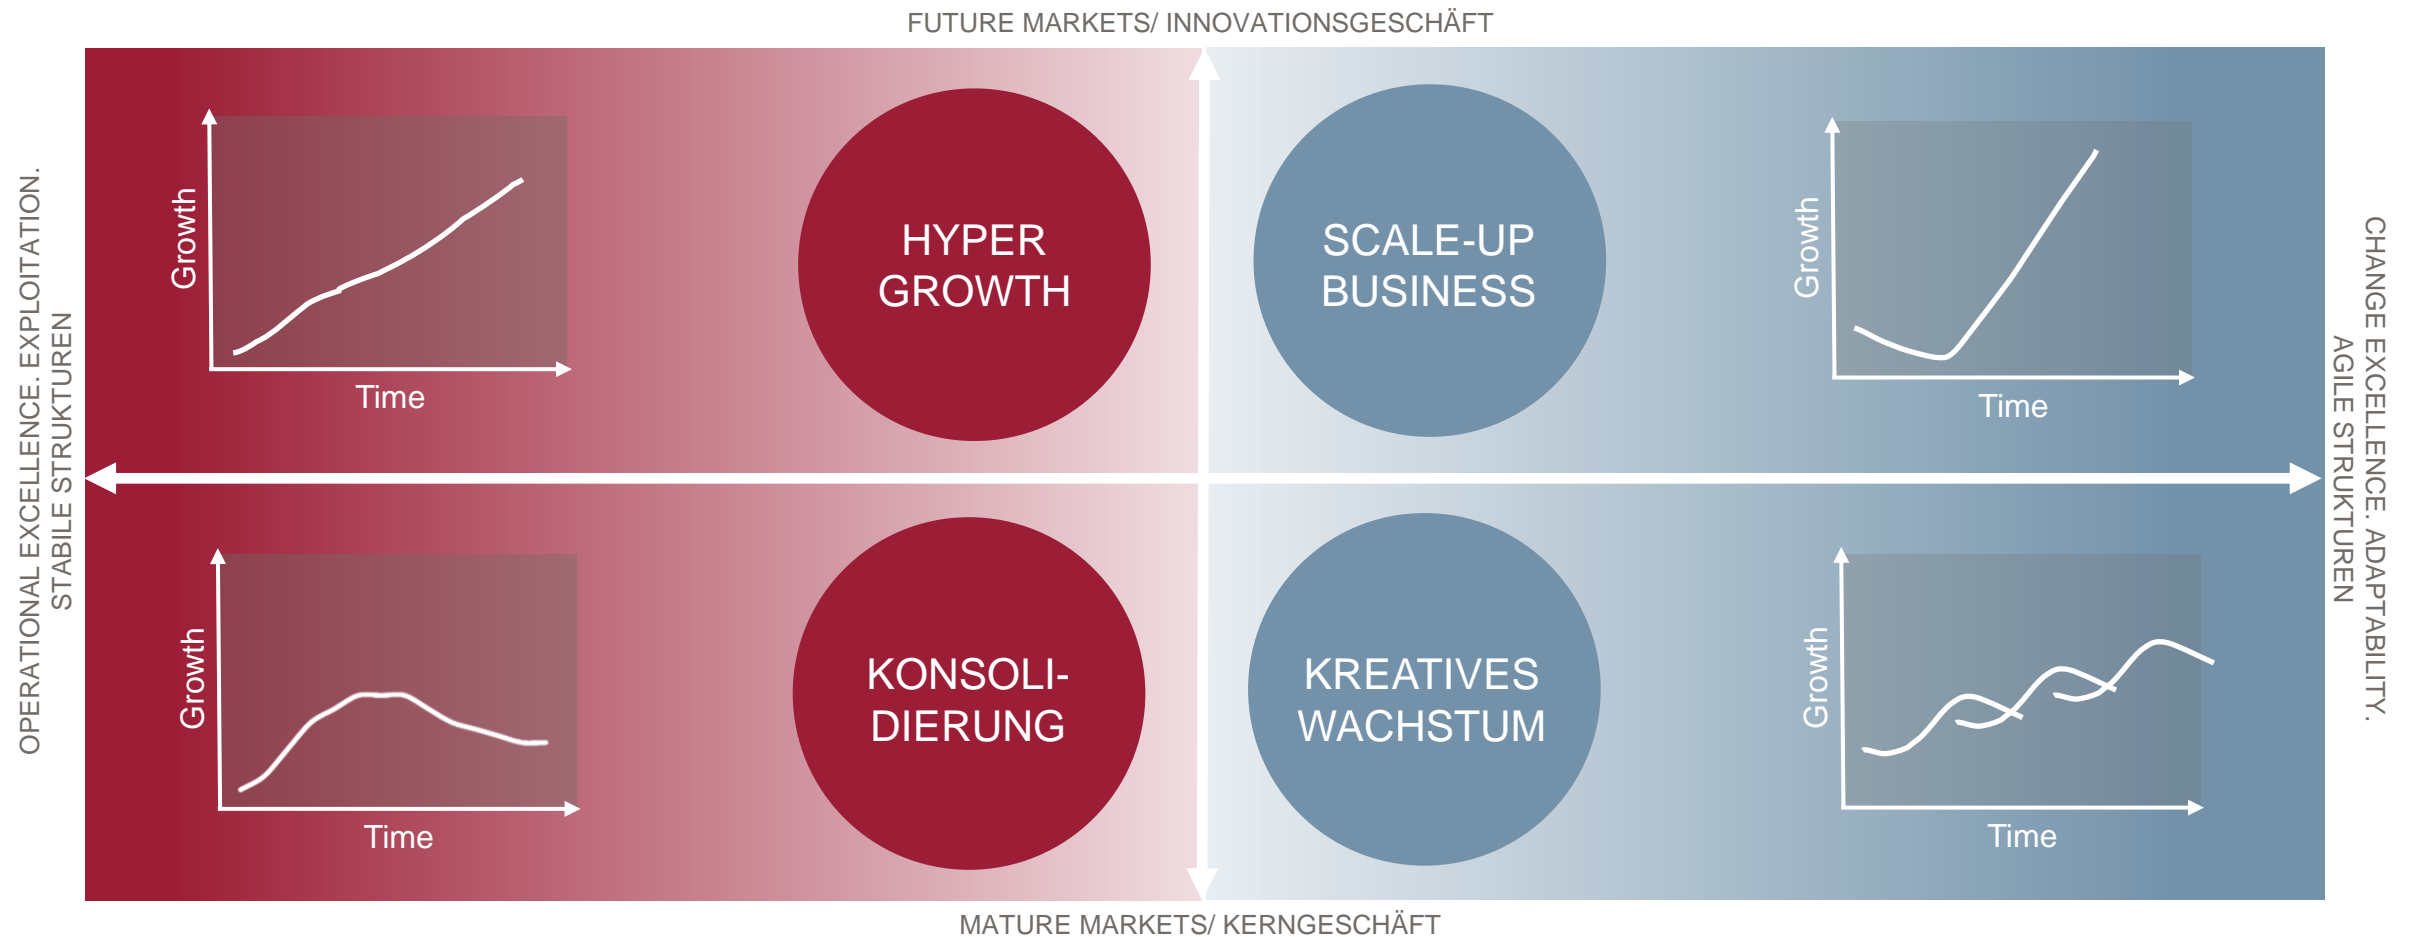 FUTURE MARKETS/ INNOVATIONSGESCHÄFT
OPERATIONAL EXCELLENCE. EXPLOITATION.
STABILE STRUKTUREN
Growth
Time
HYPER
GROWTH
SCALE-UP
BUSINESS
Growth
Time
CHANGE EXCELLENCE. ADAPTABILITY.
AGILE STRUKTUREN
Growth
Time
KONSOLI-
DIERUNG
KREATIVES
WACHSTUM
Growth
Time
MATURE MARKETS/ KERNGESCHÄFT